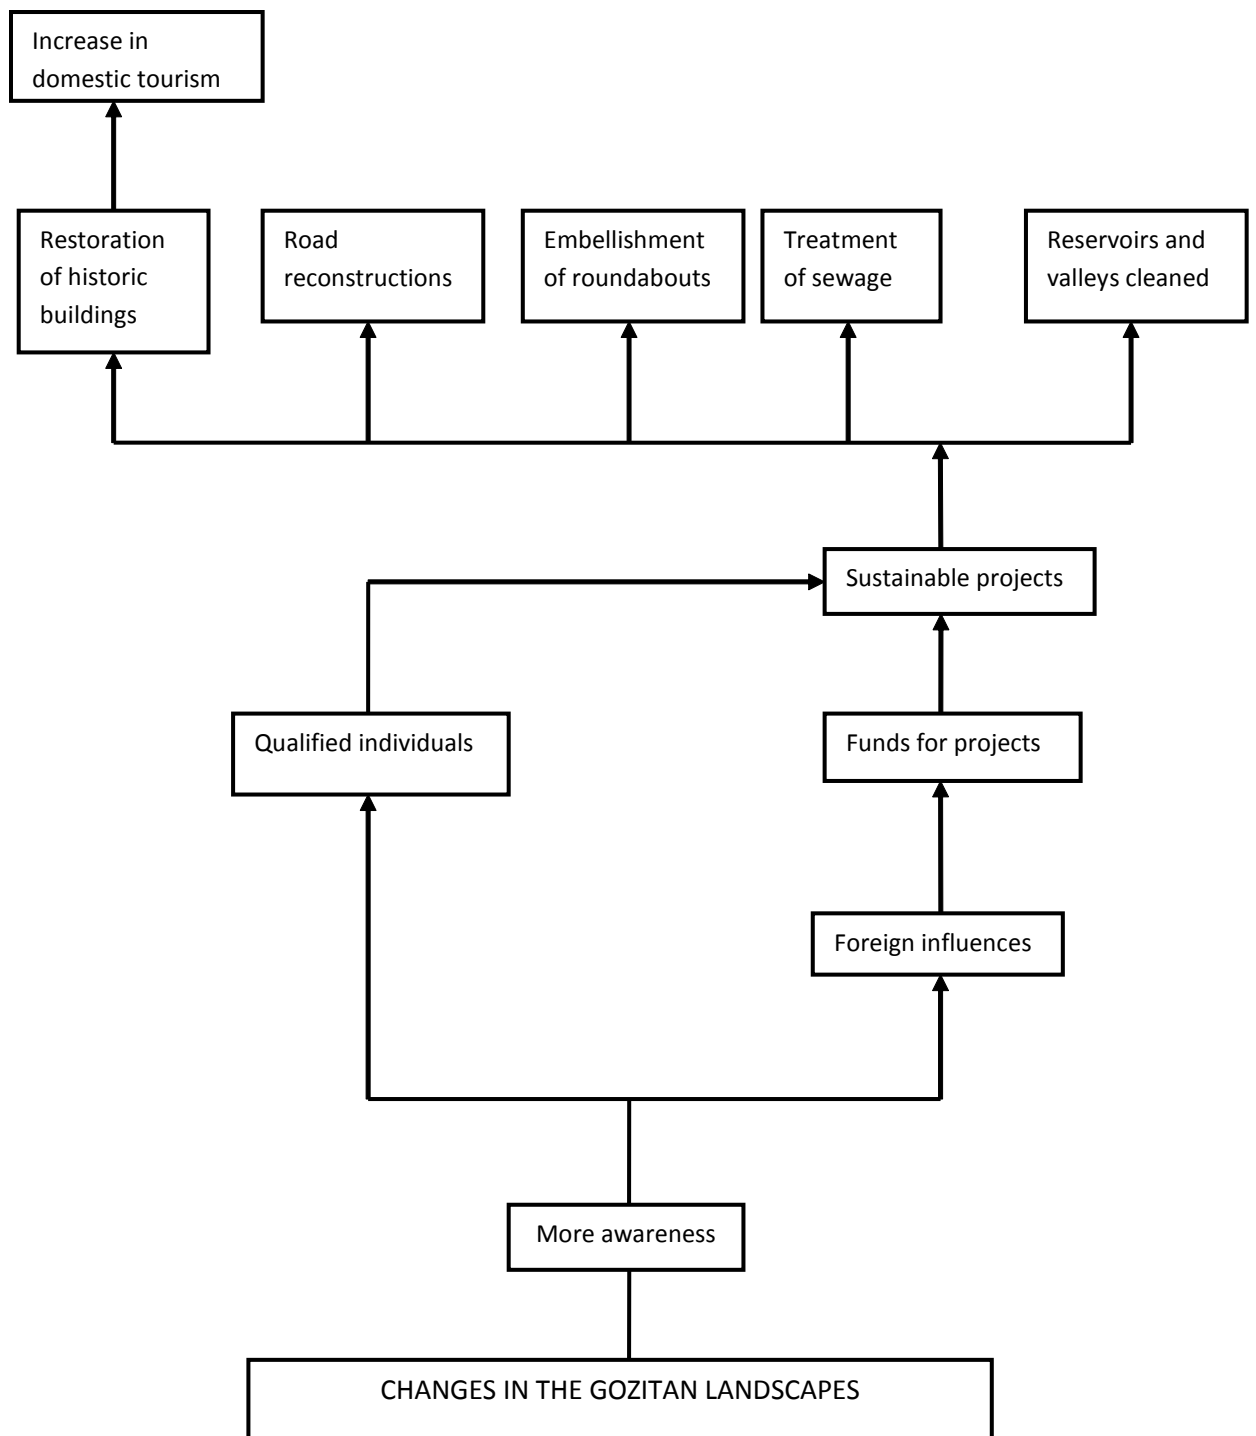 Increase in
domestic tourism
Restoration
of historic
buildings
Road
reconstructions
Embellishment
of roundabouts
Treatment
of sewage
Reservoirs and
valleys cleaned
Sustainable projects
Qualified individuals
Funds for projects
Foreign influences
More awareness
CHANGES IN THE GOZITAN LANDSCAPES